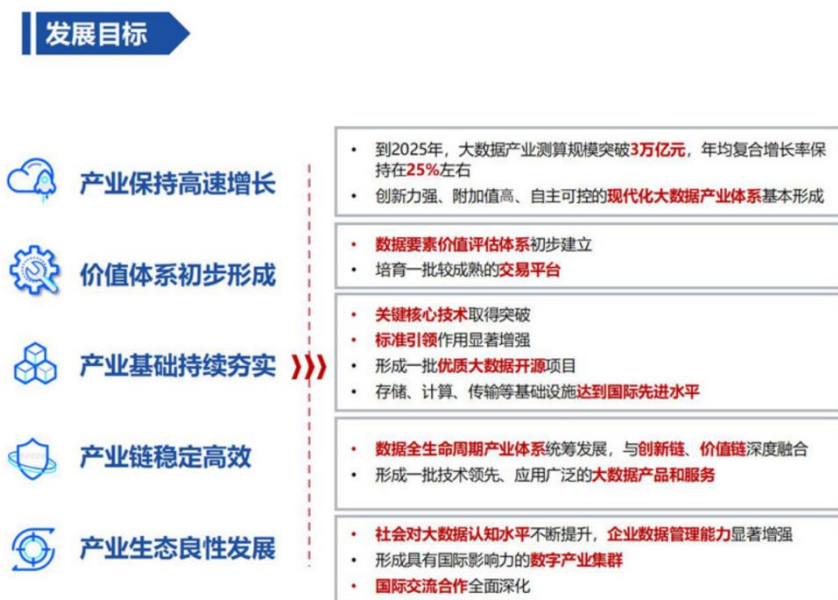 发展目标
产业保持高速增长
• 到2025年，大数据产业测算规模突破3万亿元，年均复合增长率保
持在25%左右
• 创新力强、附加值高、自主可控的现代化大数据产业体系基本形成
价值体系初步形成
• 数据要素价值评估体系初步建立
• 培育一批较成熟的交易平台
产业基础持续夯实
• 关键核心技术取得突破
• 标准引领作用显著增强
• 形成一批优质大数据开源项目
• 存储、计算、传输等基础设施达到国际先进水平
产业链稳定高效
• 数据全生命周期产业体系统筹发展，与创新链、价值链深度融合
• 形成一批技术领先、应用广泛的大数据产品和服务
产业生态良性发展
• 社会对大数据认知水平不断提升，企业数据管理能力显著增强
• 形成具有国际影响力的数字产业集群
• 国际交流合作全面深化